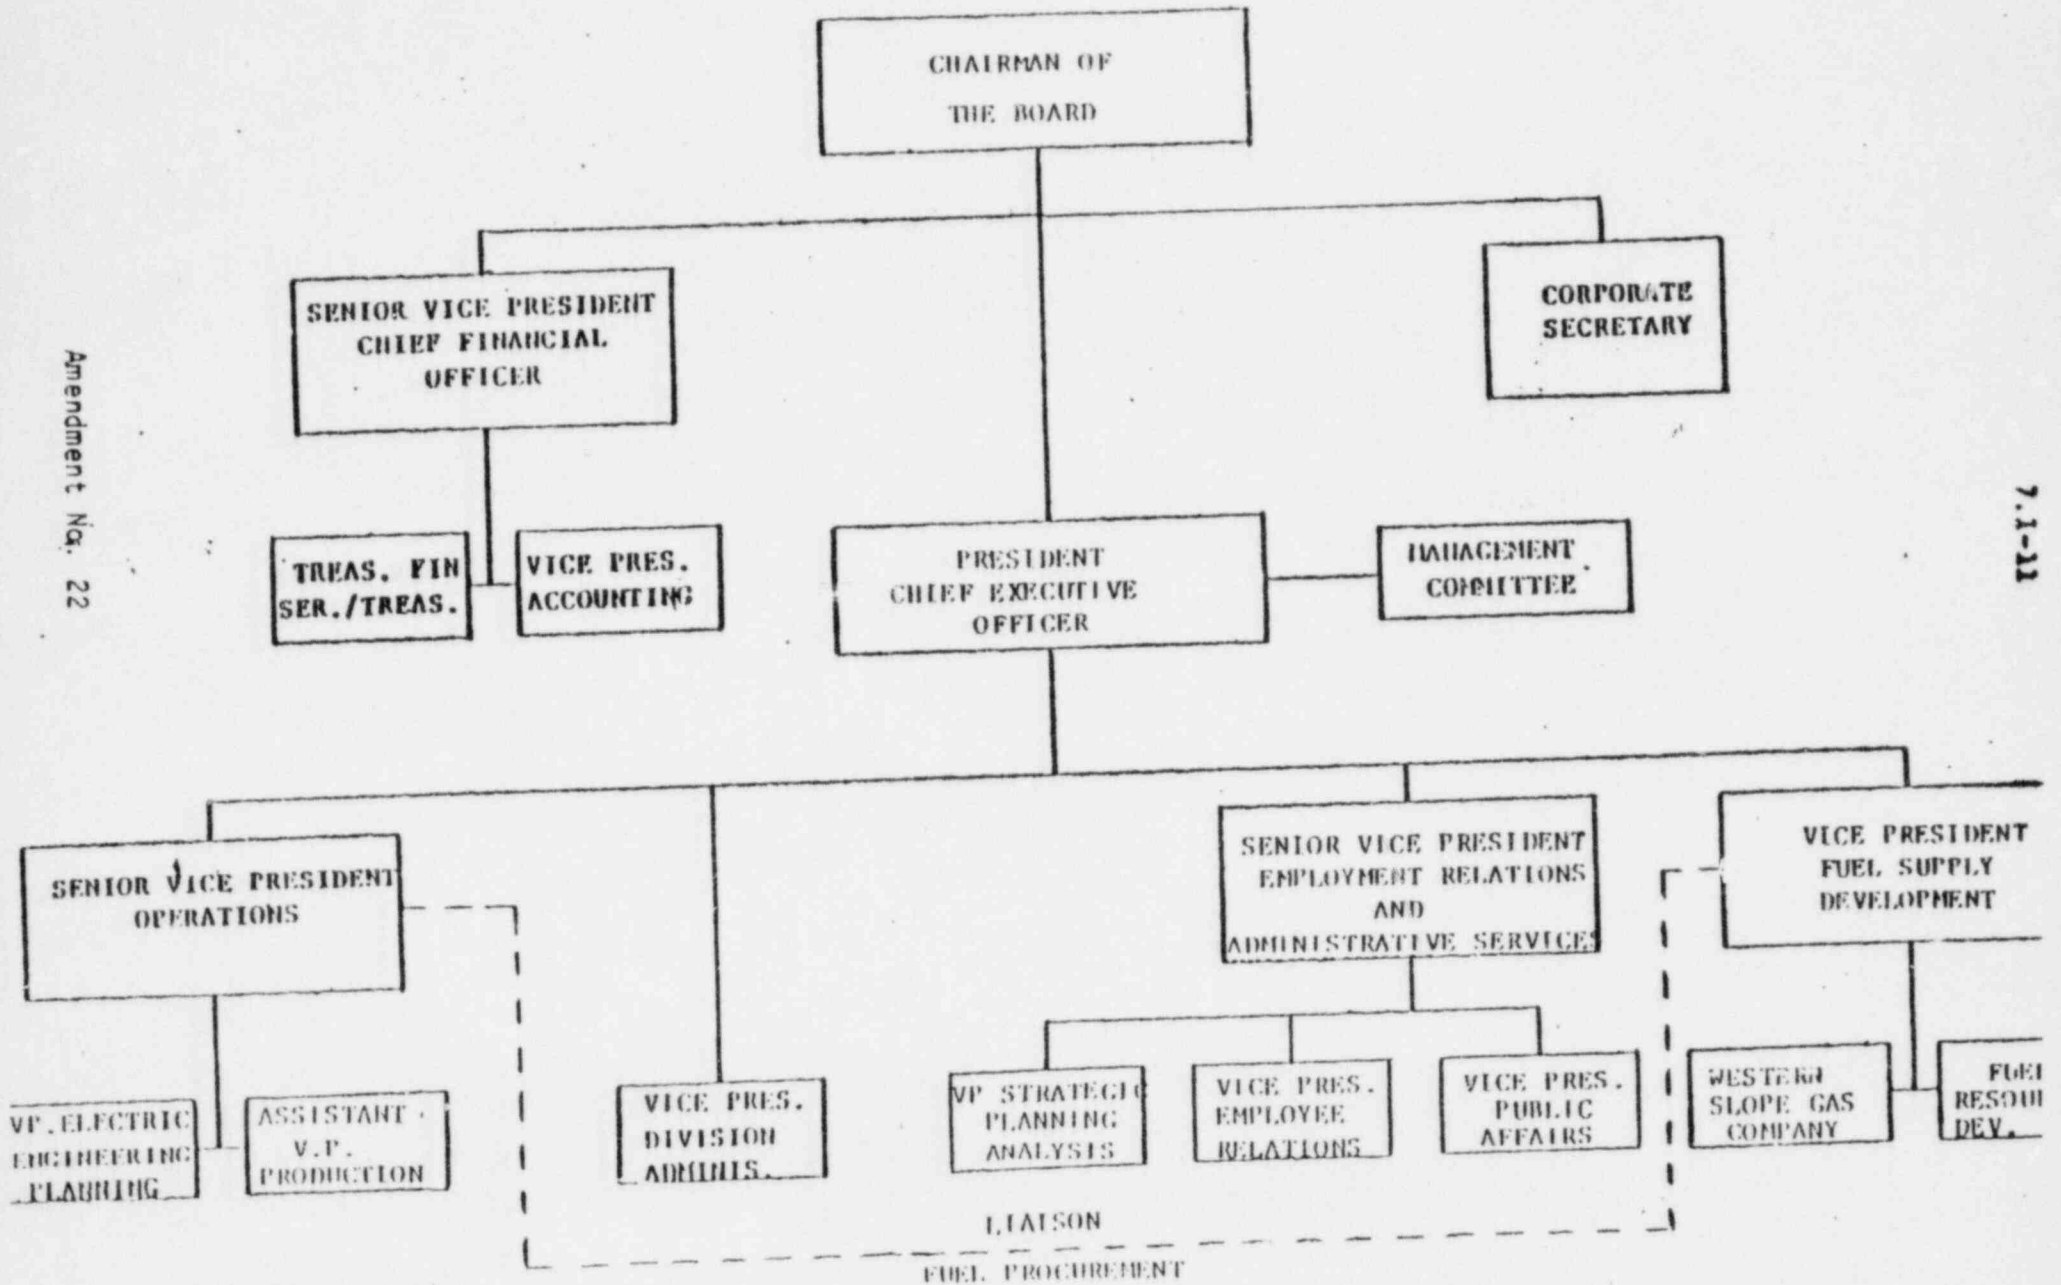 CHAIRMAN OF
THE BOARD
SENIOR VICE PRESIDENT
CHIEF FINANCIAL
OFFICER
CORPORATE
SECRETARY
Amendment No. 22
7.1-11
TREAS. FIN
SER./TREAS.
VICE PRES.
ACCOUNTING
PRESIDENT
CHIEF EXECUTIVE
OFFICER
MANAGEMENT
COMMITTEE
SENIOR VICE PRESIDENT
OPERATIONS
SENIOR VICE PRESIDENT
EMPLOYMENT RELATIONS
AND
ADMINISTRATIVE SERVICES
VICE PRESIDENT
FUEL SUPPLY
DEVELOPMENT
VP.ELECTRIC
ENGINEERING
PLANNING
ASSISTANT
V.P.
PRODUCTION
VICE PRES.
DIVISION
ADMINIS.
VP STRATEGIC
PLANNING
ANALYSIS
VICE PRES.
EMPLOYEE
RELATIONS
VICE PRES.
PUBLIC
AFFAIRS
WESTERN
SLOPE GAS
COMPANY
FUEL
RESOU
DEV.
LIAISON
FUEL PROCUREMENT